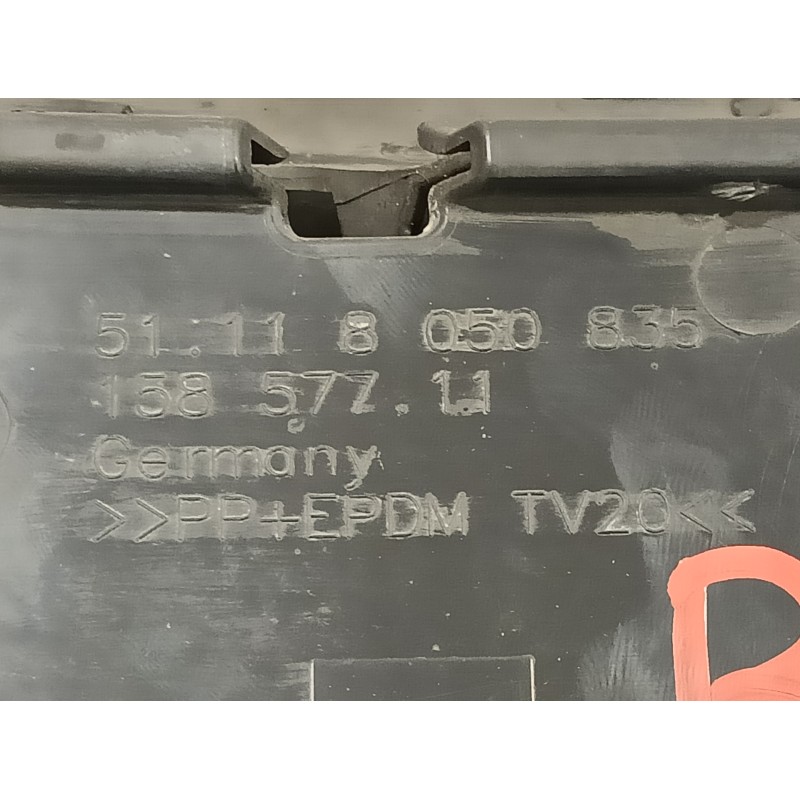 51.11 8 050 835
158 577.11
Germany
>>PP+EPDM TV20<<